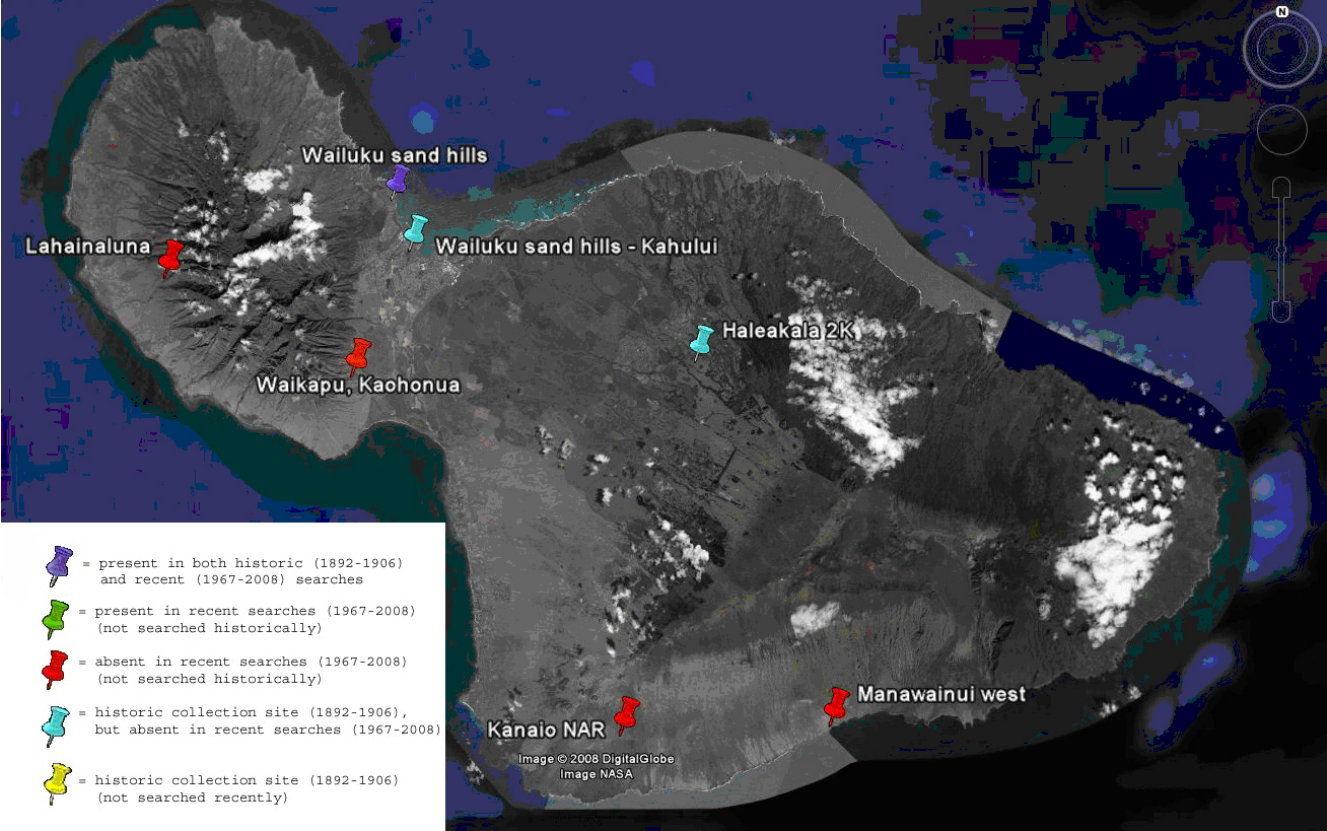 N
Wailuku sand hills
Lahainaluna
Wailuku sand hills - Kahului
Haleakala 2K
Waikapu, Kaohonua
= present in both historic (1892-1906)
and recent (1967-2008) searches
= present in recent searches (1967-2008)
(not searched historically)
= absent in recent searches (1967-2008)
(not searched historically)
= historic collection site (1892-1906),
but absent in recent searches (1967-2008)
= historic collection site (1892-1906)
(not searched recently)
Manawainui west
Kanaio NAR
Image © 2008 DigitalGlobe
Image NASA